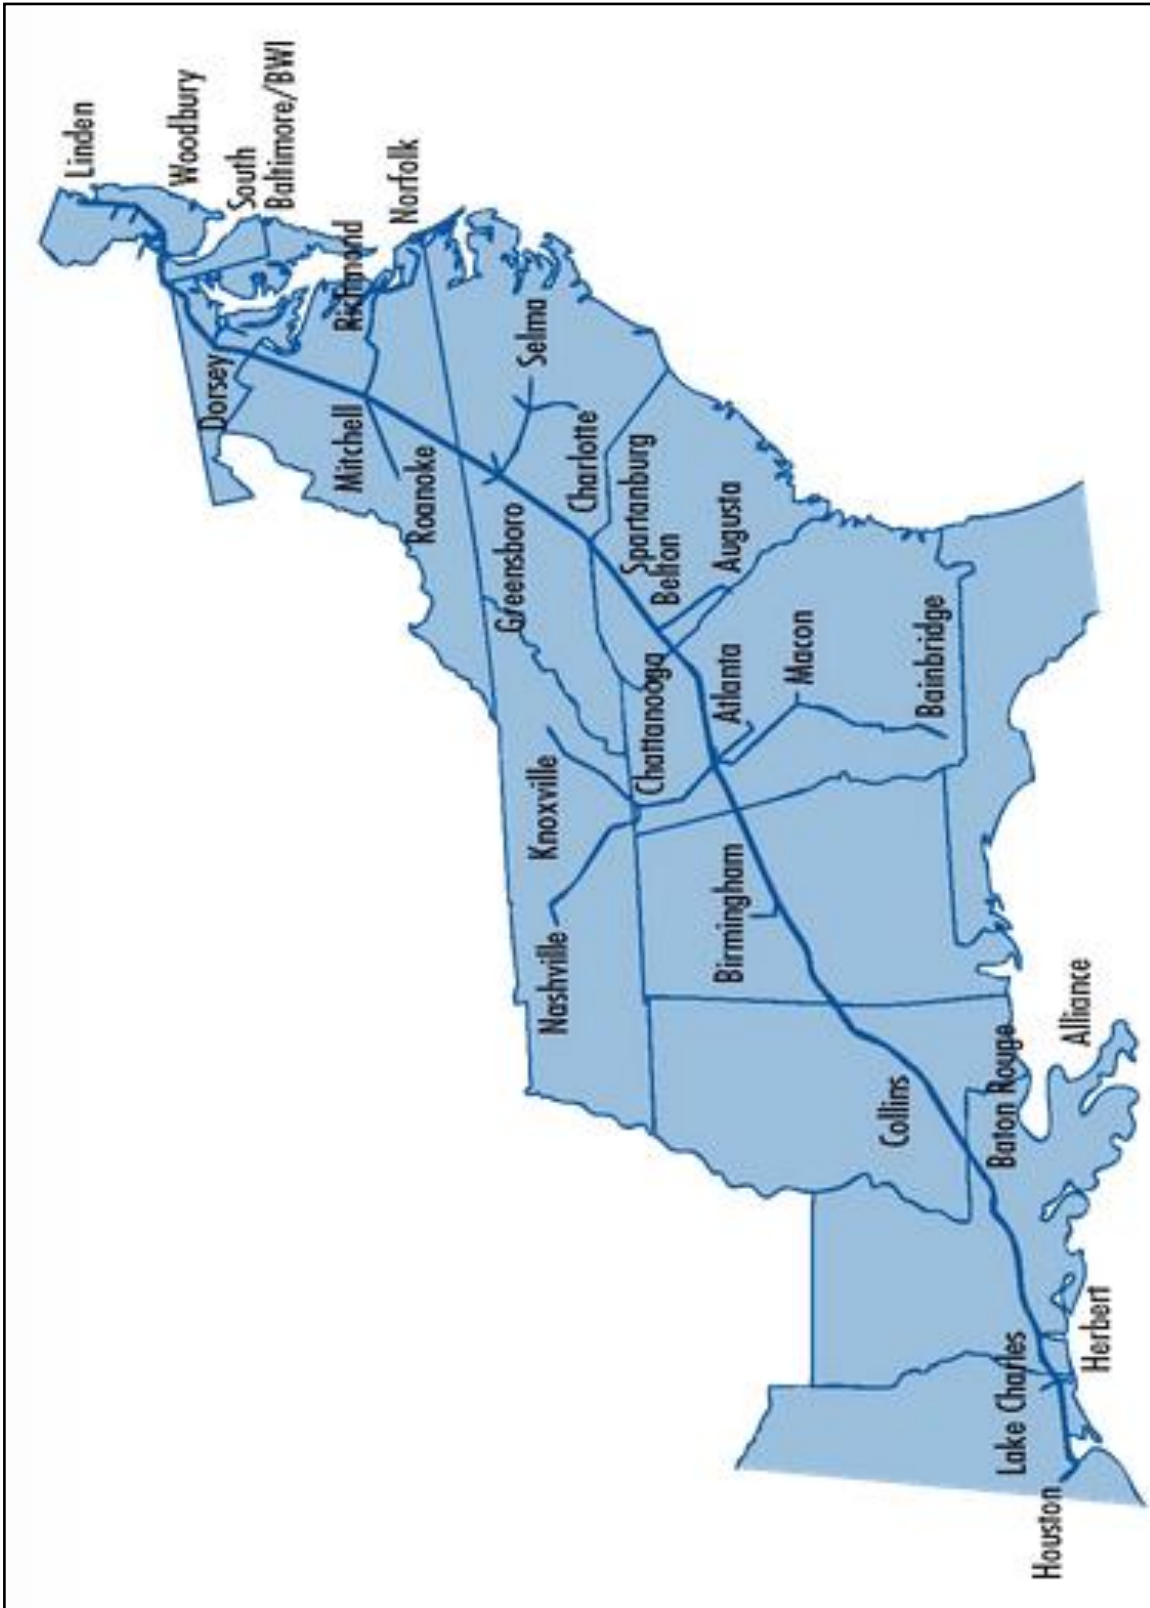 Linden
Woodbury
South
Baltimore/BWI
Norfolk
Richmond
Dorsey
Mitchell
Roanoke
Selma
Greensboro
Charlotte
Spartanburg
Belton
Augusta
Chattanooga
Atlanta
Macon
Bainbridge
Knoxville
Nashville
Birmingham
Collins
Baton Rouge
Alliance
Lake Charles
Herbert
Houston